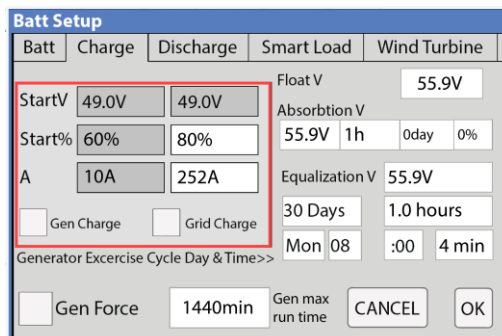 Batt Setup
Batt Charge Discharge Smart Load Wind Turbine
Float V 55.9V
StartV 49.0V 49.0V
Absorbtion V
Start% 60% 80%
55.9V 1h 0day 0%
A 10A 252A
Equalization V 55.9V
30 Days 1.0 hours
Gen Charge Grid Charge
Mon 08 :00 4 min
Generator Excercise Cycle Day & Time>>
Gen Force 1440min Gen max run time CANCEL OK